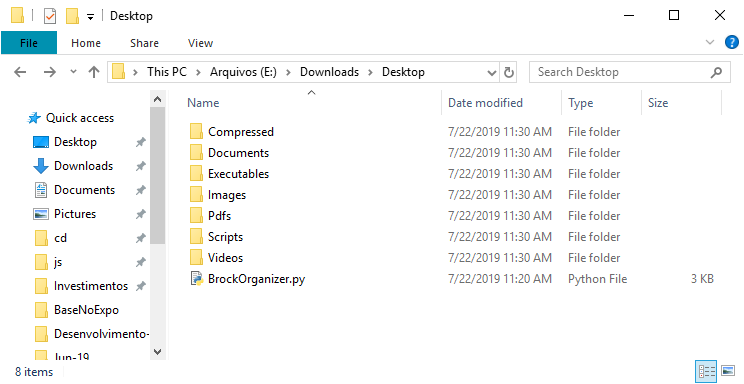 Desktop
File Home Share View
This PC Arquivos (E:) Downloads Desktop Search Desktop
Name Date modified Type Size
Quick access
Desktop
Downloads
Documents
Pictures
cd
js
Investimentos
BaseNoExpo
Desenvolvimento-
Jun-19
Compressed 7/22/2019 11:30 AM File folder
Documents 7/22/2019 11:30 AM File folder
Executables 7/22/2019 11:30 AM File folder
Images 7/22/2019 11:30 AM File folder
Pdfs 7/22/2019 11:30 AM File folder
Scripts 7/22/2019 11:30 AM File folder
Videos 7/22/2019 11:30 AM File folder
BrockOrganizer.py 7/22/2019 11:20 AM Python File 3 KB
8 items